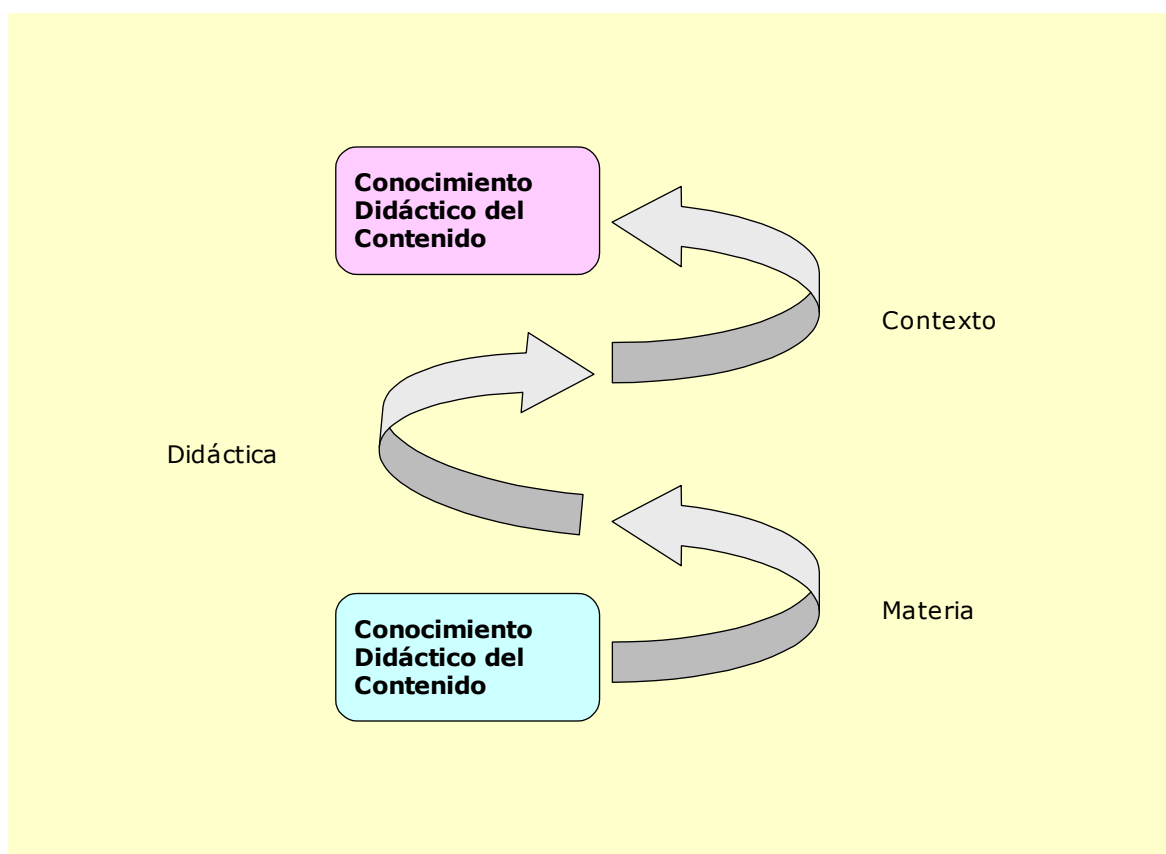 Conocimiento
Didáctico del
Contenido
Contexto
Didáctica
Conocimiento
Didáctico del
Contenido
Materia